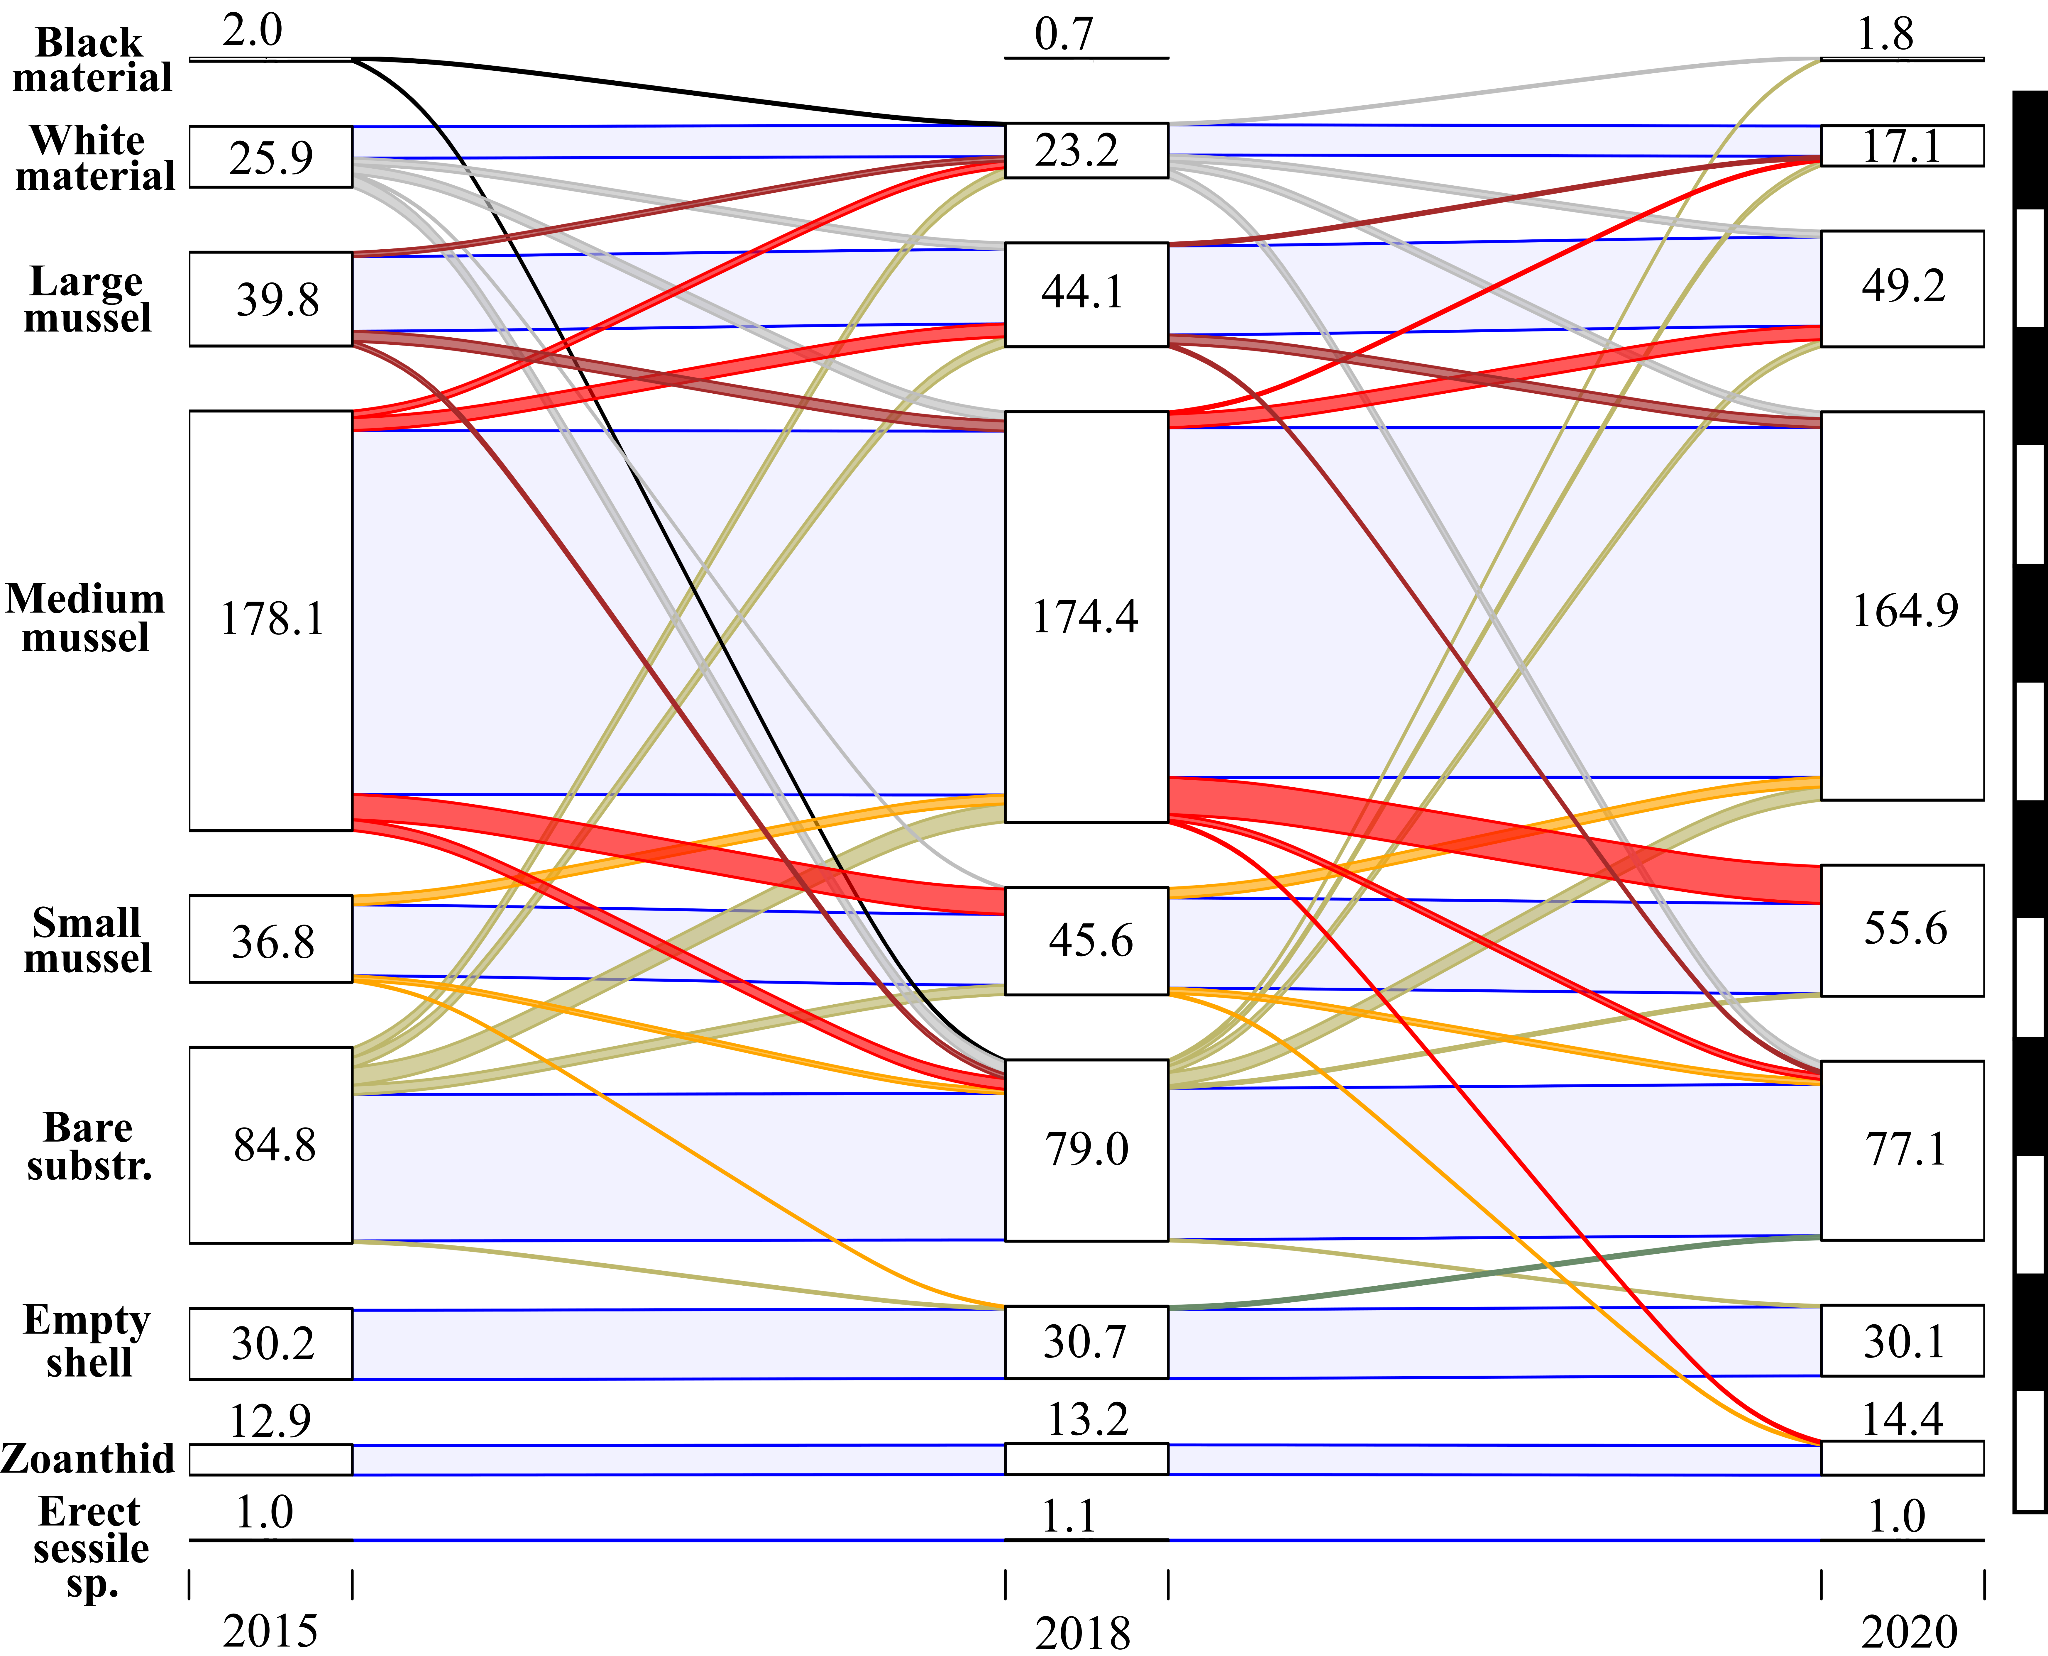 Black
material
2.0
0.7
1.8
White
material
25.9
23.2
17.1
Large
mussel
39.8
44.1
49.2
Medium
mussel
178.1
174.4
164.9
Small
mussel
36.8
45.6
55.6
Bare
substr.
84.8
79.0
77.1
Empty
shell
30.2
30.7
30.1
Zoanthid
12.9
13.2
14.4
Erect
sessile
sp.
1.0
1.1
1.0
2015
2018
2020